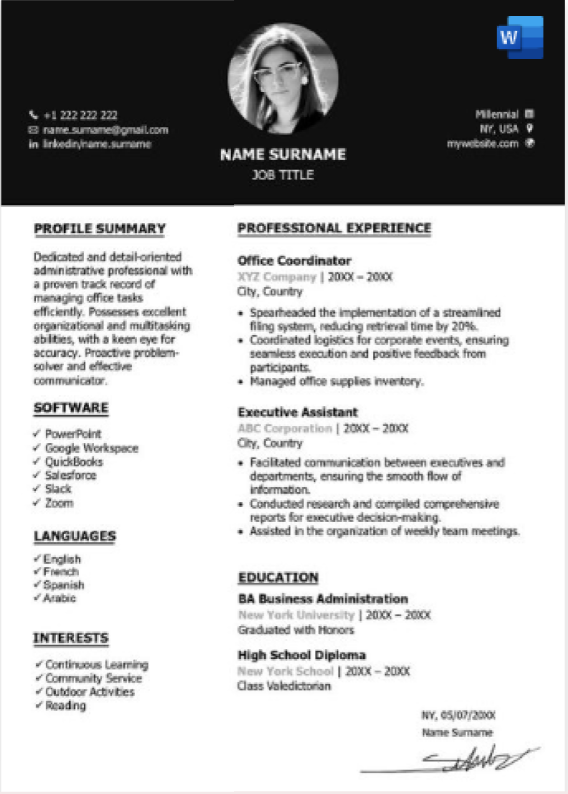 W
+1 222 222 222
name.surname@gmail.com
in linkedin/name.surname
Millennial
NY, USA
mywebsite.com
NAME SURNAME
JOB TITLE
PROFILE SUMMARY
Dedicated and detail-oriented
administrative professional with
a proven track record of
managing office tasks
efficiently. Possesses excellent
organizational and multitasking
abilities, with a keen eye for
accuracy. Proactive problem-
solver and effective
communicator.
SOFTWARE
✓ PowerPoint
✓ Google Workspace
✓ QuickBooks
✓ Salesforce
✓ Slack
✓ Zoom
LANGUAGES
✓ English
✓ French
✓ Spanish
✓ Arabic
INTERESTS
✓ Continuous Learning
✓ Community Service
✓ Outdoor Activities
✓ Reading
PROFESSIONAL EXPERIENCE
Office Coordinator
XYZ Company | 20XX – 20XX
City, Country
• Spearheaded the implementation of a streamlined
filing system, reducing retrieval time by 20%.
• Coordinated logistics for corporate events, ensuring
seamless execution and positive feedback from
participants.
• Managed office supplies inventory.
Executive Assistant
ABC Corporation | 20XX – 20XX
City, Country
• Facilitated communication between executives and
departments, ensuring the smooth flow of
information.
• Conducted research and compiled comprehensive
reports for executive decision-making.
• Assisted in the organization of weekly team meetings.
EDUCATION
BA Business Administration
New York University | 20XX – 20XX
Graduated with Honors
High School Diploma
New York School | 20XX – 20XX
Class Valedictorian
NY, 05/07/20XX
Name Surname